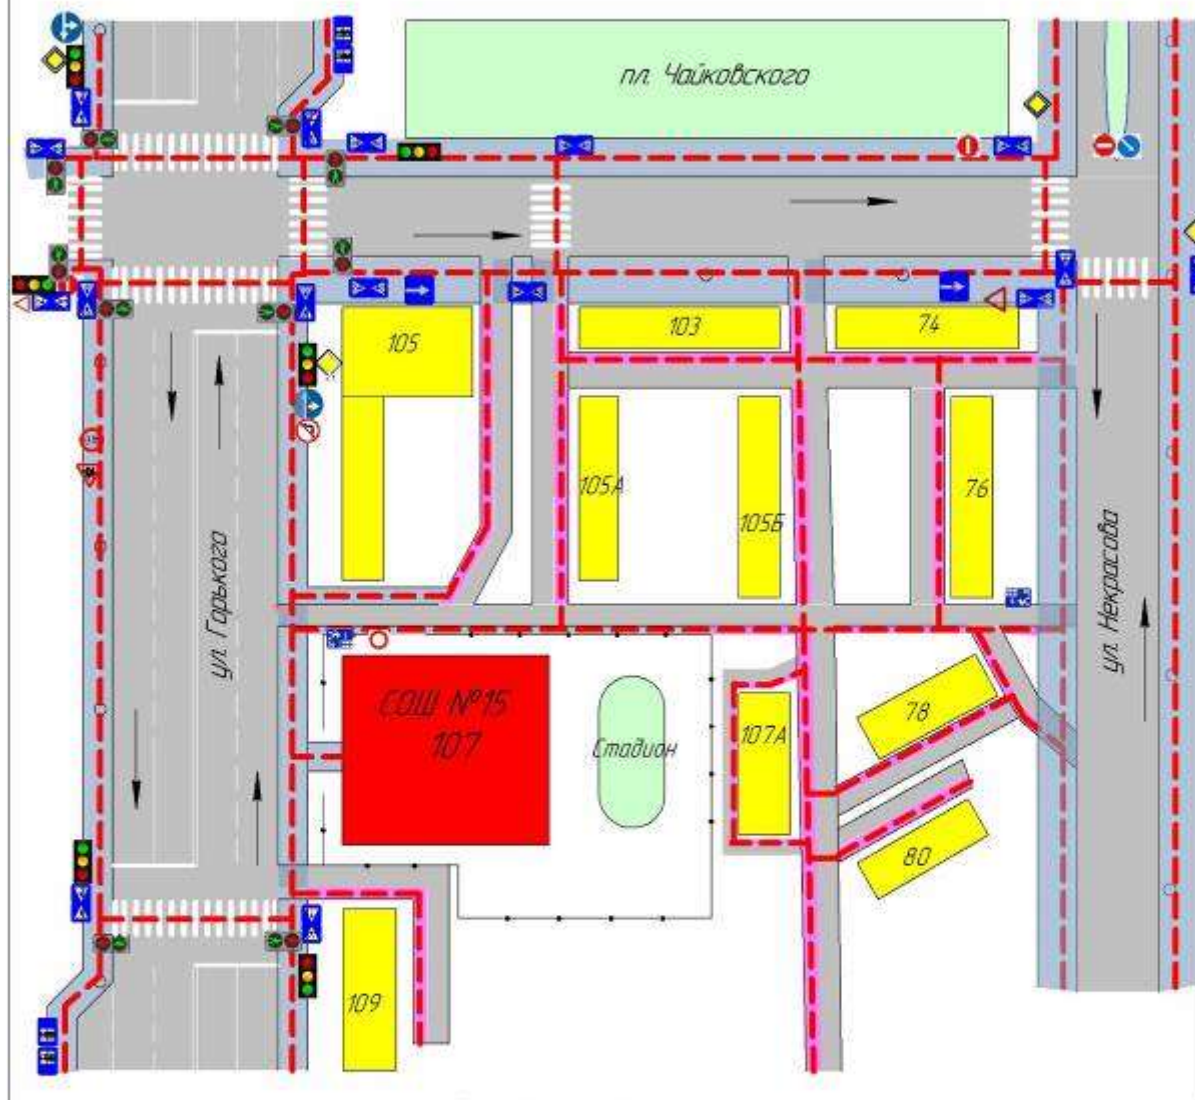 пл. Чайковского
105
103
74
105А
105Б
76
ул. Горького
ул. Некрасова
СОШ №15
107
Стадион
107А
78
80
109